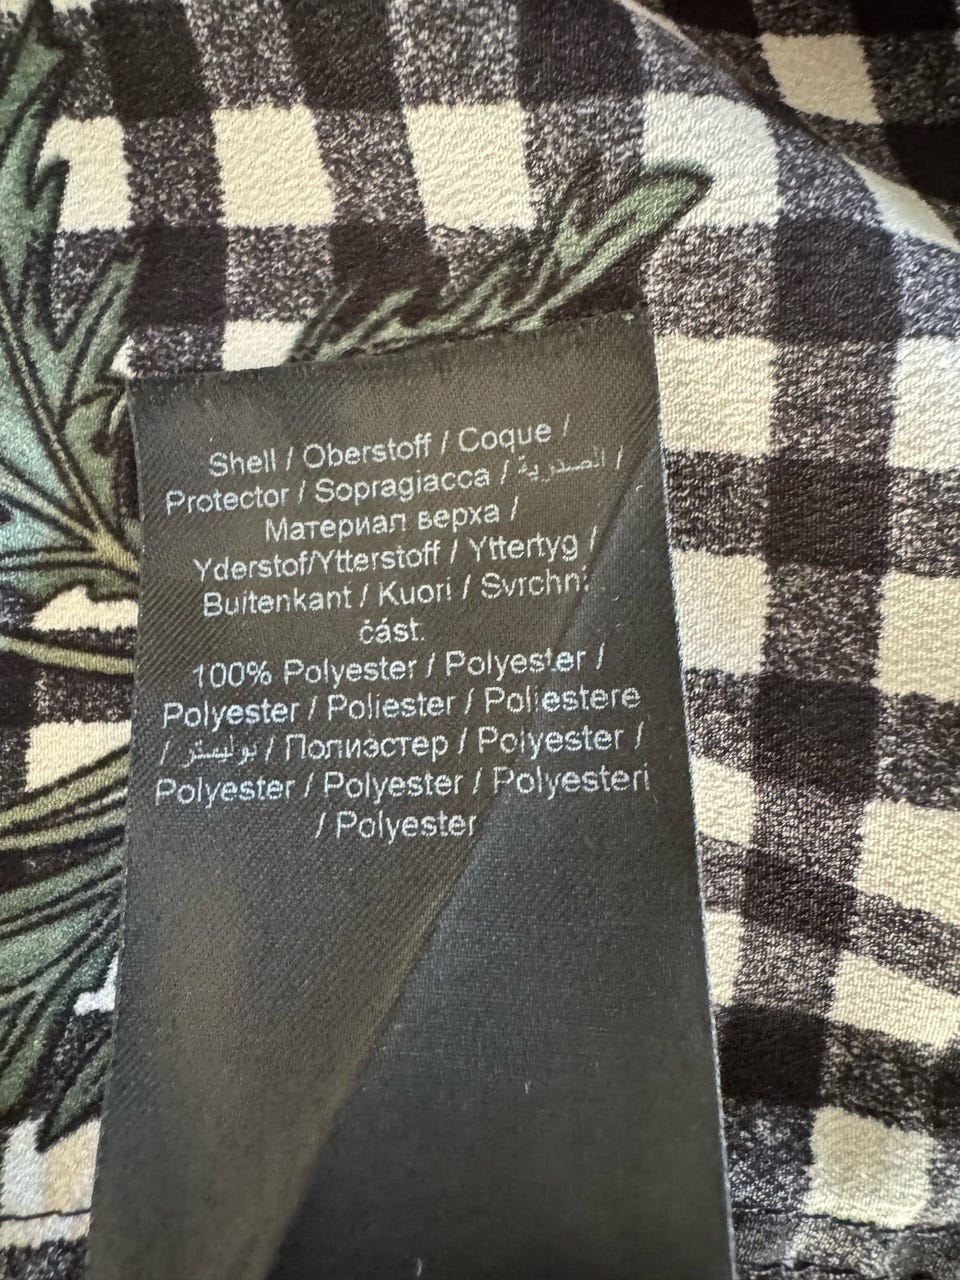 Shell / Oberstoff / Coque /
Protector / Sopragiacca / الصدرية /
Материал верха /
Yderstof/Ytterstoff / Yttertyg /
Buitenkant / Kuori / Svrchní
část:
100% Polyester / Polyester /
Polyester / Poliester / Poliestere
/ بوليستر / Полиэстер / Polyester /
Polyester / Polyester / Polyesteri
/ Polyester